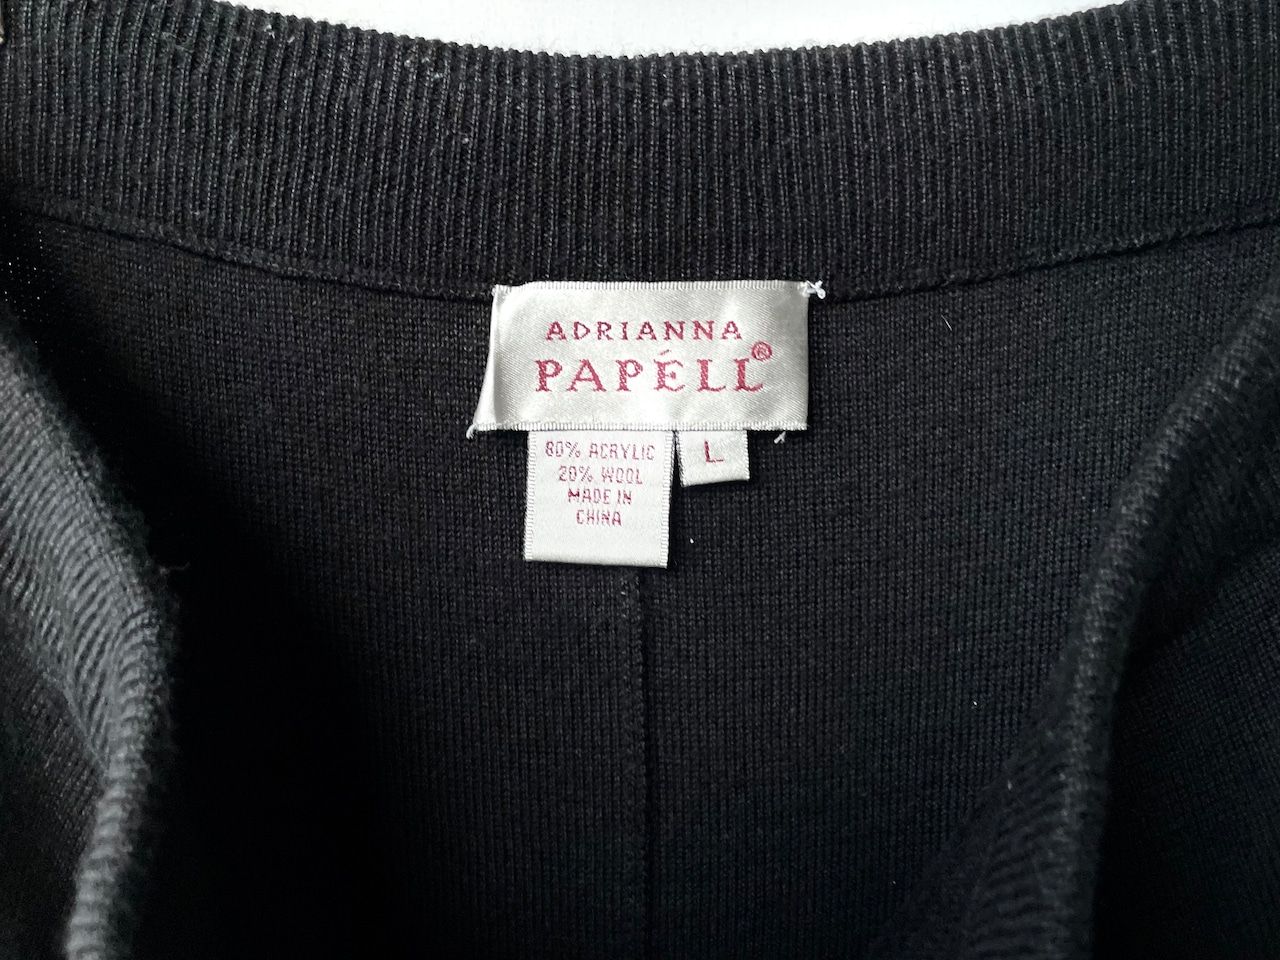 ADRIANNA
PAPÉLL®
80% ACRYLIC
20% WOOL
MADE IN
CHINA
L